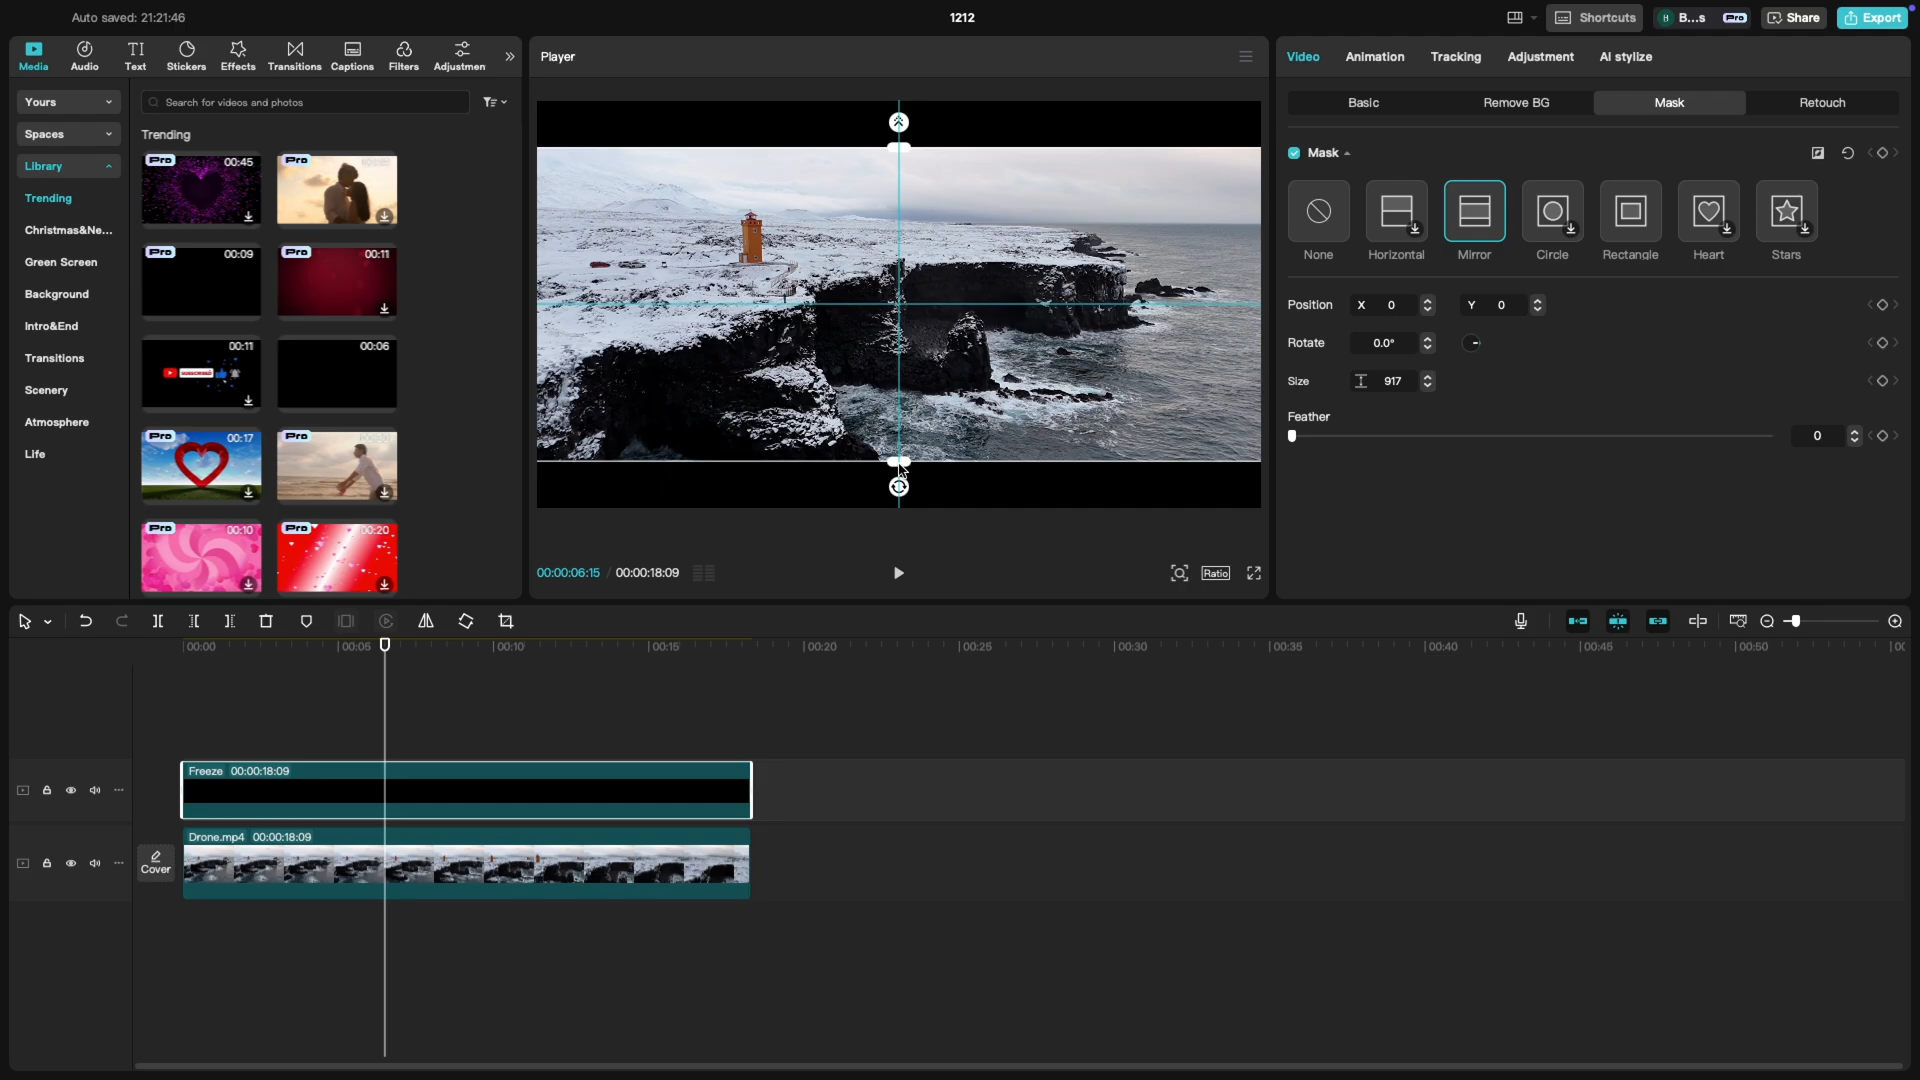 Auto saved: 21:21:46
1212
Shortcuts
B...s
Pro
Share
Export
Media
Audio
Text
Stickers
Effects
Transitions
Captions
Filters
Adjustmen
Player
Video
Animation
Tracking
Adjustment
AI stylize
Yours
Spaces
Library
Trending
Christmas&Ne...
Green Screen
Background
Intro&End
Transitions
Scenery
Atmosphere
Life
Search for videos and photos
Trending
Pro 00:45
Pro
Pro 00:09
Pro 00:11
00:11
SUBSCRIBED
00:06
Pro 00:17
Pro
Pro 00:10
Pro 00:20
00:00:06:15 / 00:00:18:09
Ratio
Basic
Remove BG
Mask
Retouch
Mask
None
Horizontal
Mirror
Circle
Rectangle
Heart
Stars
Position X 0 Y 0
Rotate 0.0°
Size 917
Feather
0
00:00
00:05
00:10
00:15
00:20
00:25
00:30
00:35
00:40
00:45
00:50
Freeze 00:00:18:09
Drone.mp4 00:00:18:09
Cover